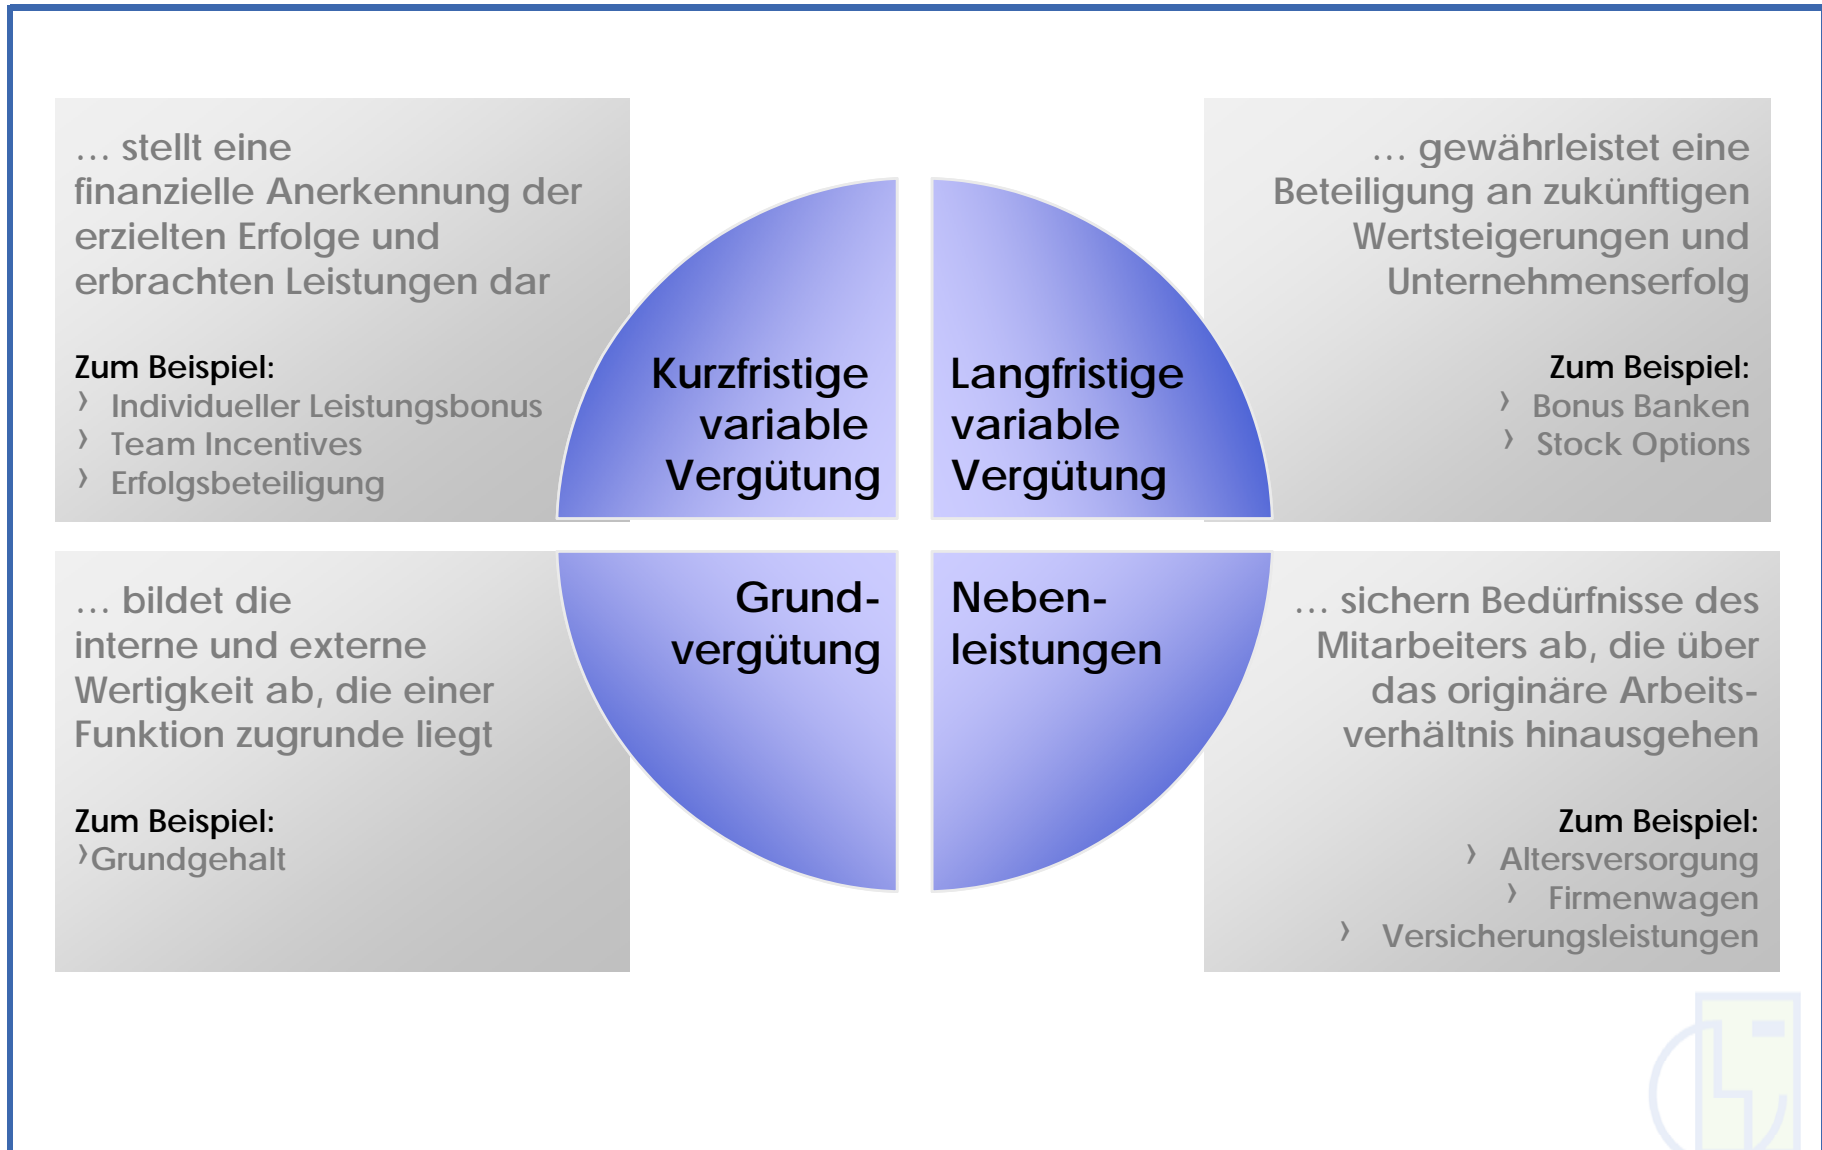 … stellt eine
finanzielle Anerkennung der
erzielten Erfolge und
erbrachten Leistungen dar
Zum Beispiel:
› Individueller Leistungsbonus
› Team Incentives
› Erfolgsbeteiligung
Kurzfristige
variable
Vergütung
Langfristige
variable
Vergütung
… gewährleistet eine
Beteiligung an zukünftigen
Wertsteigerungen und
Unternehmenserfolg
Zum Beispiel:
› Bonus Banken
› Stock Options
… bildet die
interne und externe
Wertigkeit ab, die einer
Funktion zugrunde liegt
Zum Beispiel:
›Grundgehalt
Grund-
vergütung
Neben-
leistungen
… sichern Bedürfnisse des
Mitarbeiters ab, die über
das originäre Arbeits-
verhältnis hinausgehen
Zum Beispiel:
› Altersversorgung
› Firmenwagen
› Versicherungsleistungen